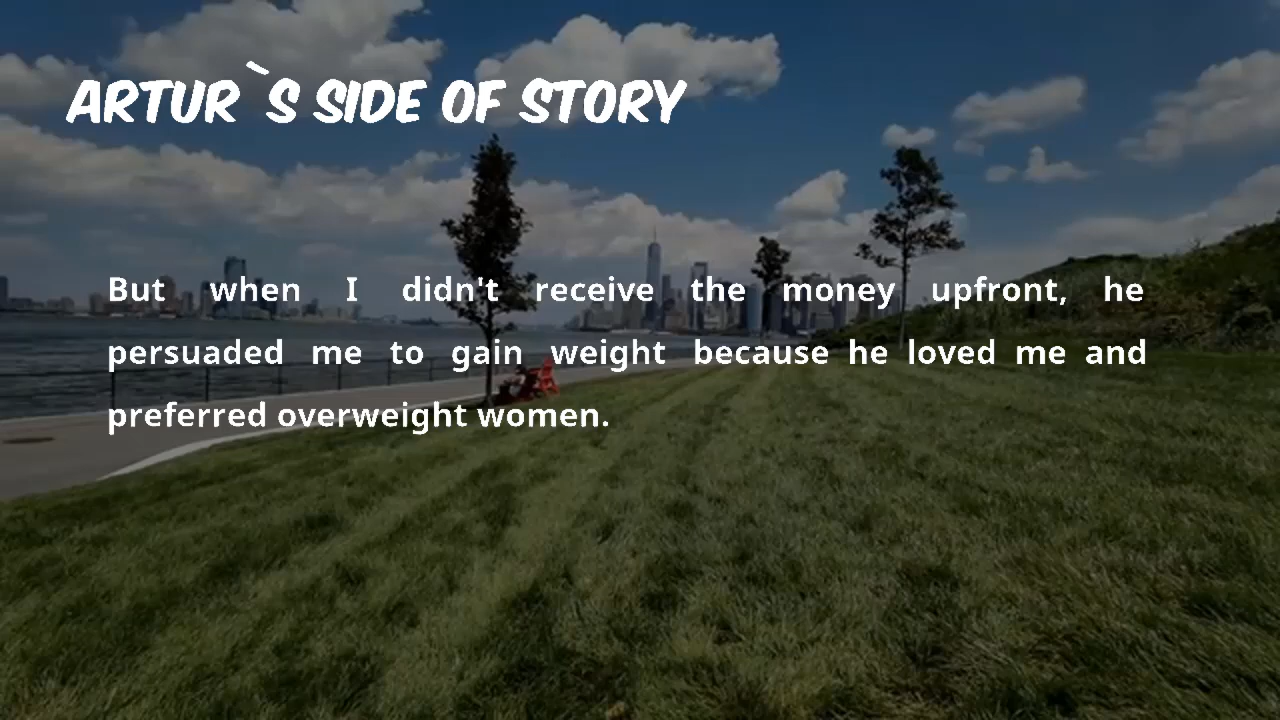 ARTUR`S SIDE OF STORY
But when I didn't receive the money upfront, he
persuaded me to gain weight because he loved me and
preferred overweight women.